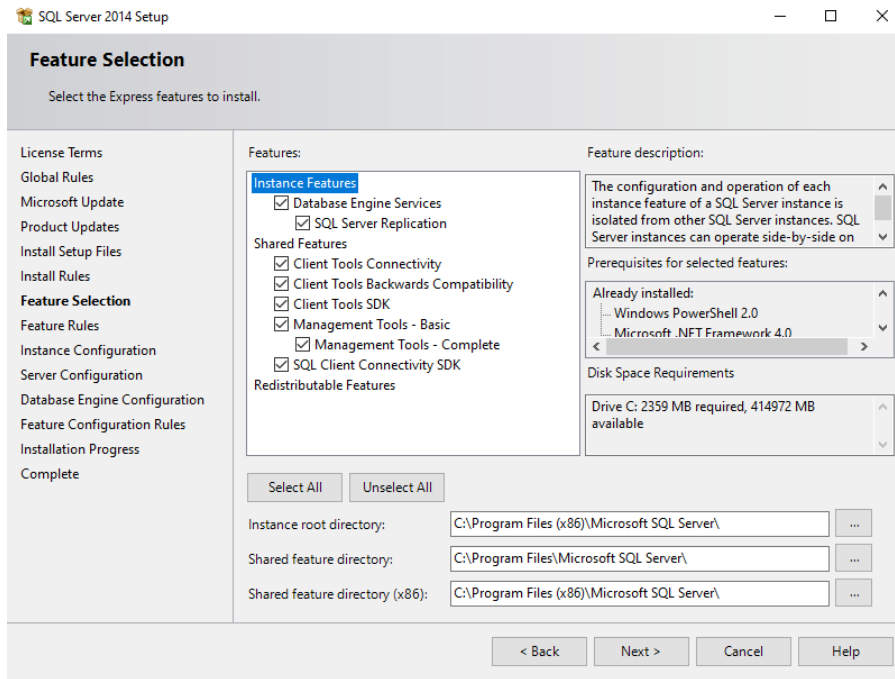 SQL Server 2014 Setup
Feature Selection
Select the Express features to install.
License Terms
Global Rules
Microsoft Update
Product Updates
Install Setup Files
Install Rules
Feature Selection
Feature Rules
Instance Configuration
Server Configuration
Database Engine Configuration
Feature Configuration Rules
Installation Progress
Complete
Features:
Instance Features
Database Engine Services
SQL Server Replication
Shared Features
Client Tools Connectivity
Client Tools Backwards Compatibility
Client Tools SDK
Management Tools - Basic
Management Tools - Complete
SQL Client Connectivity SDK
Redistributable Features
Feature description:
The configuration and operation of each
instance feature of a SQL Server instance is
isolated from other SQL Server instances. SQL
Server instances can operate side-by-side on
Prerequisites for selected features:
Already installed:
Windows PowerShell 2.0
Microsoft .NET Framework 4.0
Disk Space Requirements
Drive C: 2359 MB required, 414972 MB
available
Select All
Unselect All
Instance root directory:
C:\Program Files (x86)\Microsoft SQL Server\
...
Shared feature directory:
C:\Program Files\Microsoft SQL Server\
...
Shared feature directory (x86):
C:\Program Files (x86)\Microsoft SQL Server\
...
< Back
Next >
Cancel
Help